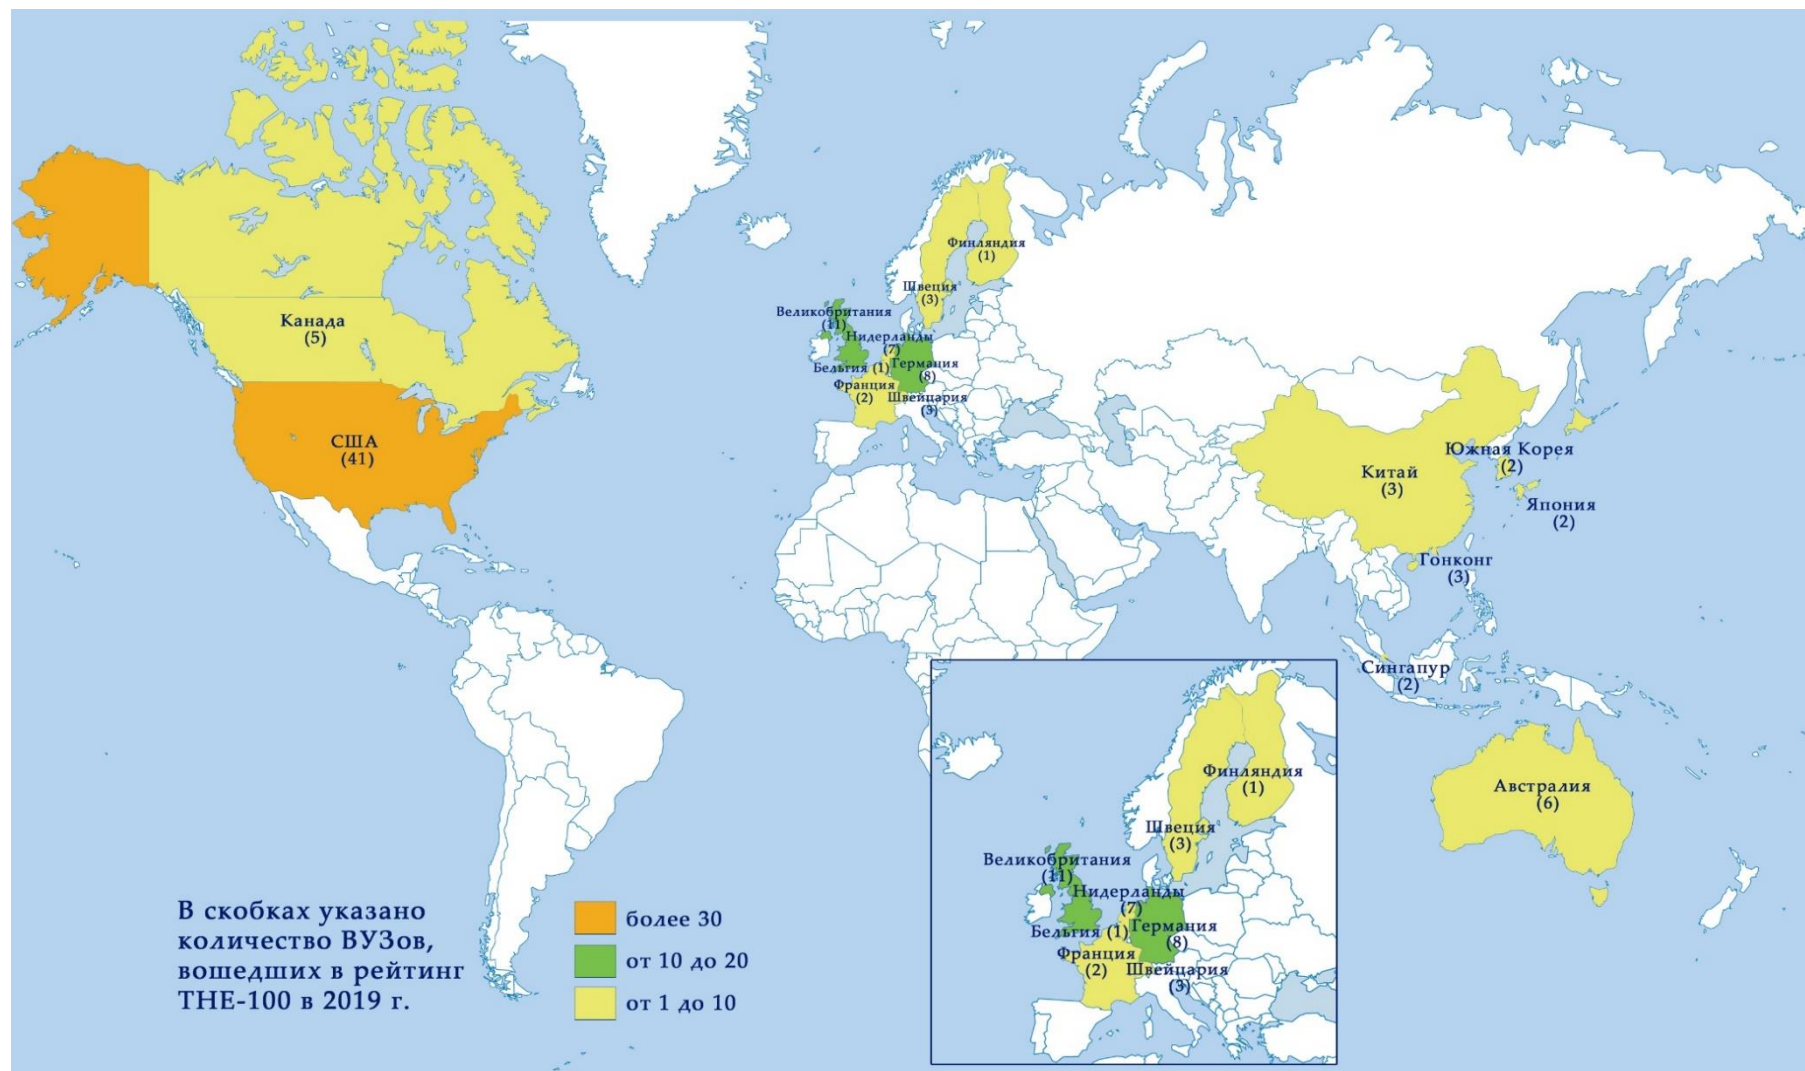 Финляндия
(1)
Швеция
(3)
Великобритания
(11)
Нидерланды
(7)
Бельгия (1)
Германия
(8)
Франция
(2)
Швейцария
(3)
Канада
(5)
США
(41)
Южная Корея
(2)
Китай
(3)
Япония
(2)
Гонконг
(3)
Сингапур
(2)
Австралия
(6)
Финляндия
(1)
Швеция
(3)
Великобритания
(11)
Нидерланды
(7)
Бельгия (1)
Германия
(8)
Франция
(2)
Швейцария
(3)
В скобках указано
количество ВУЗов,
вошедших в рейтинг
THE-100 в 2019 г.
более 30
от 10 до 20
от 1 до 10